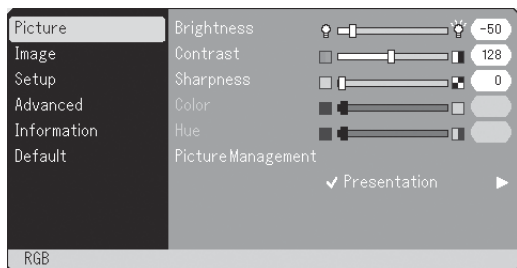 Picture
Image
Setup
Advanced
Information
Default
Brightness -50
Contrast 128
Sharpness 0
Color
Hue
Picture Management
✓ Presentation
RGB